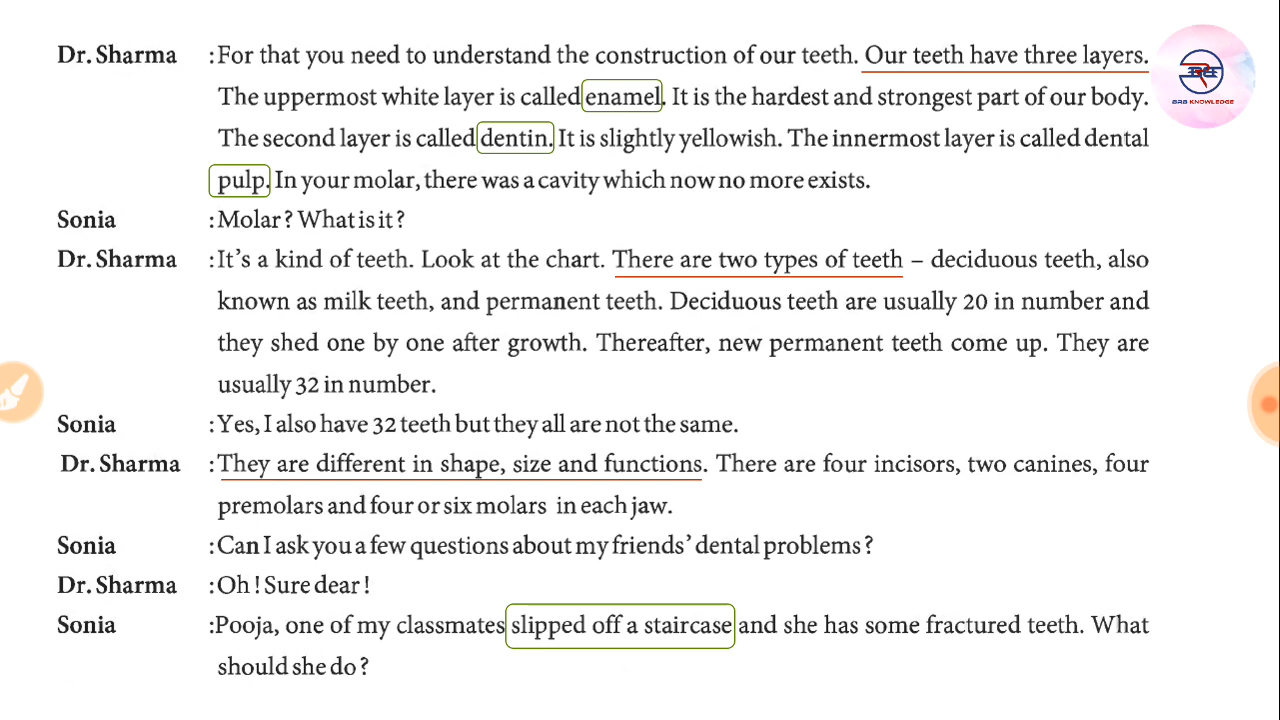 Dr. Sharma : For that you need to understand the construction of our teeth. Our teeth have three layers.
The uppermost white layer is called enamel. It is the hardest and strongest part of our body.
The second layer is called dentin. It is slightly yellowish. The innermost layer is called dental
pulp. In your molar, there was a cavity which now no more exists.
Sonia : Molar? What is it?
Dr. Sharma : It’s a kind of teeth. Look at the chart. There are two types of teeth – deciduous teeth, also
known as milk teeth, and permanent teeth. Deciduous teeth are usually 20 in number and
they shed one by one after growth. Thereafter, new permanent teeth come up. They are
usually 32 in number.
Sonia : Yes, I also have 32 teeth but they all are not the same.
Dr. Sharma : They are different in shape, size and functions. There are four incisors, two canines, four
premolars and four or six molars in each jaw.
Sonia : Can I ask you a few questions about my friends’ dental problems?
Dr. Sharma : Oh! Sure dear!
Sonia : Pooja, one of my classmates slipped off a staircase and she has some fractured teeth. What
should she do?
BRB KNOWLEDGE